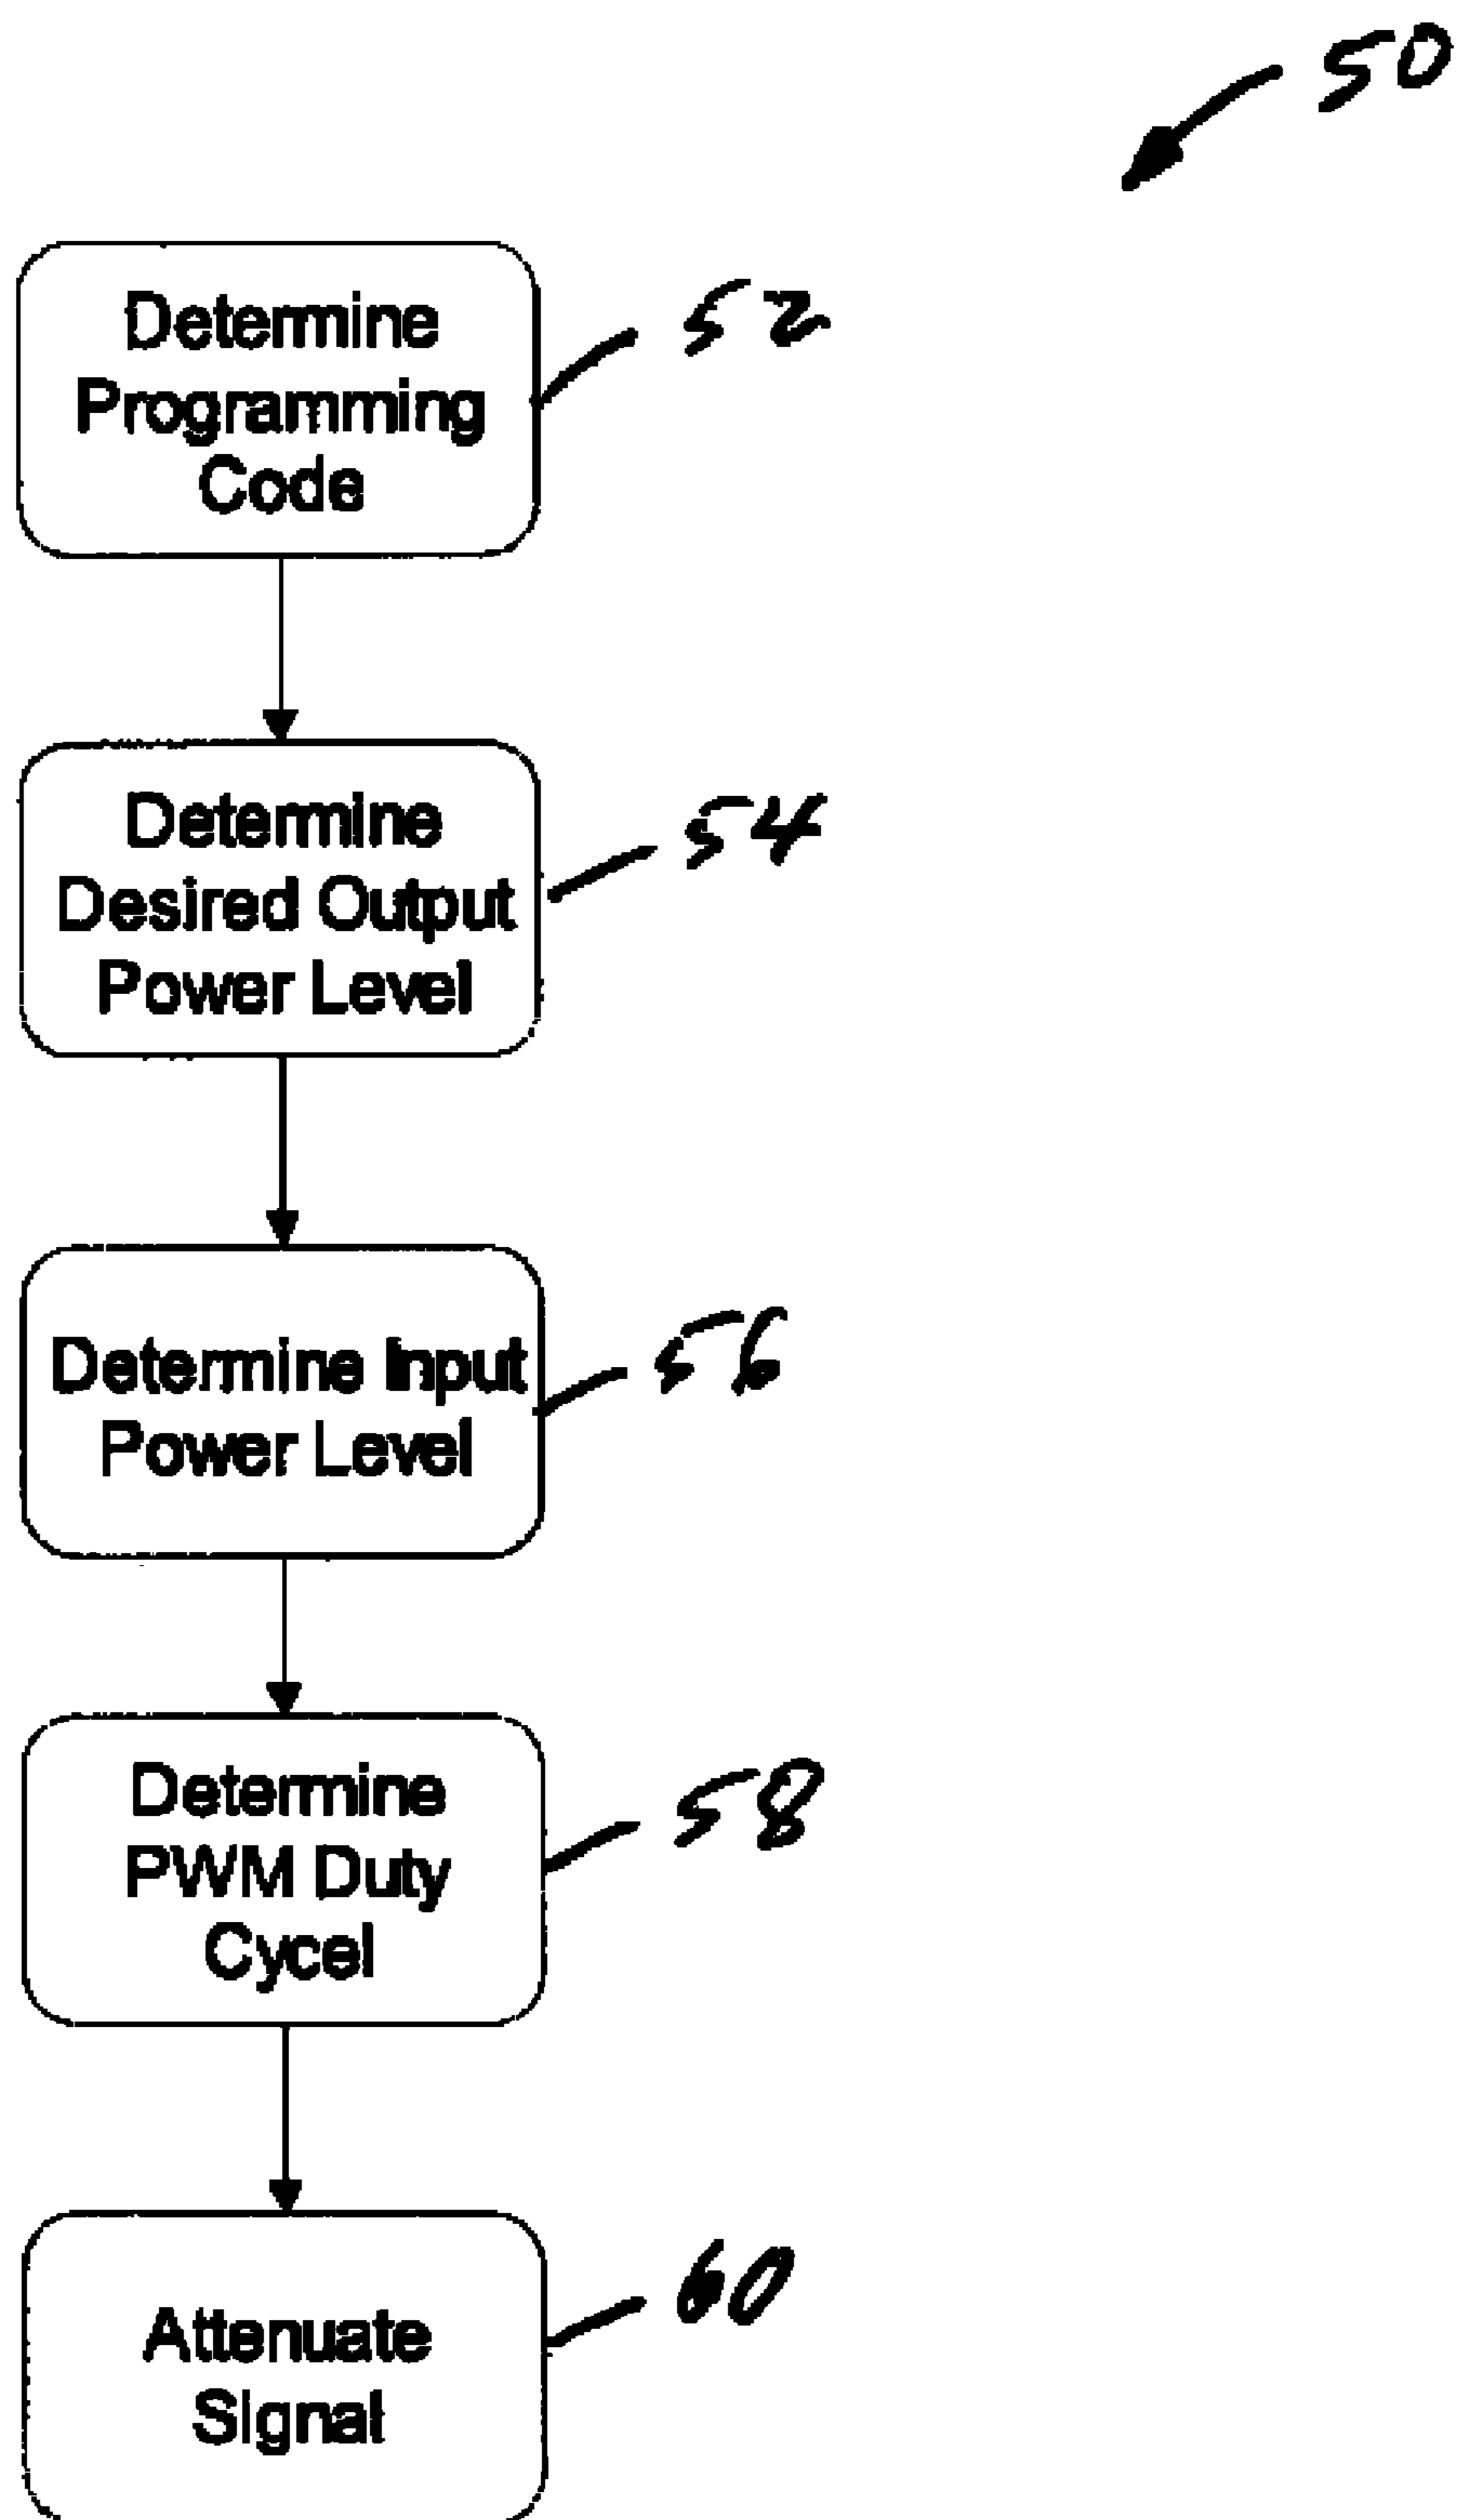 50
Determine
Programming
Code
52
Determine
Desired Output
Power Level
54
Determine Input
Power Level
56
Determine
PWM Duty
Cycel
58
Attenuate
Signal
60